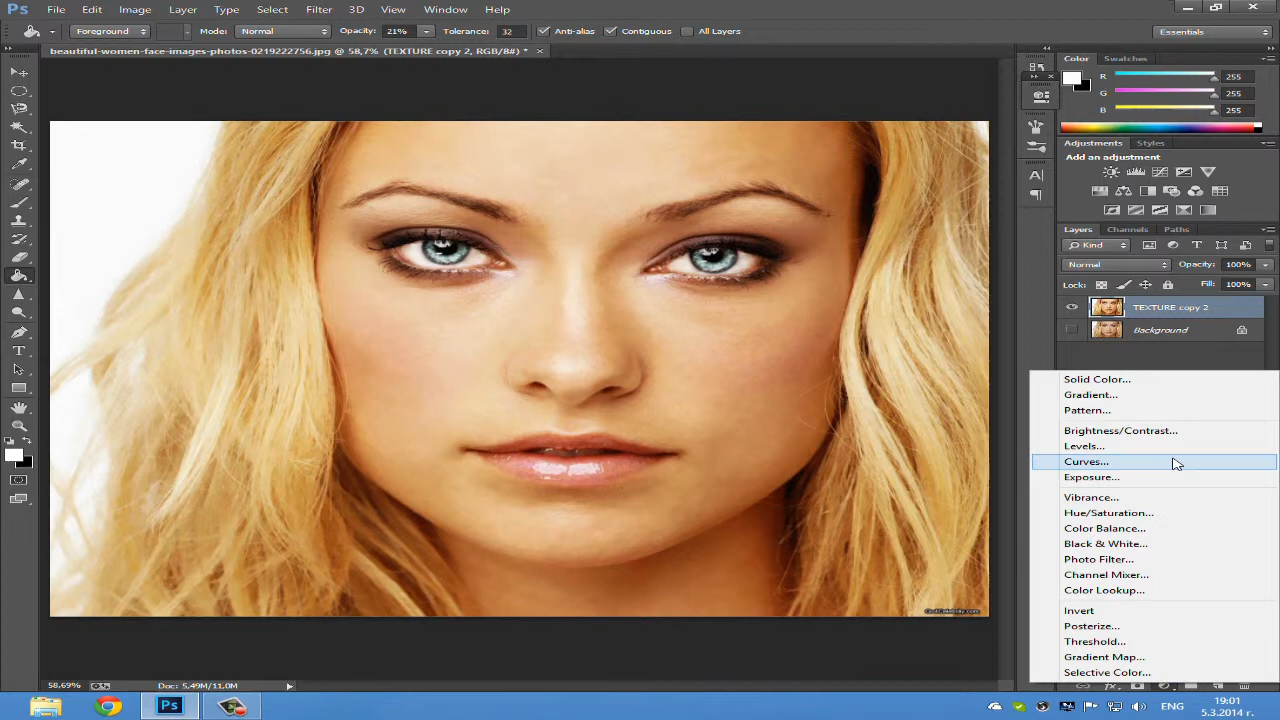 Ps File Edit Image Layer Type Select Filter 3D View Window Help
Foreground Mode: Normal Opacity: 21% Tolerance: 32 Anti-alias Contiguous All Layers Essentials
beautiful-women-face-images-photos-0219222756.jpg @ 58,7% (TEXTURE copy 2, RGB/8#) *
Color Swatches
R 255
G 255
B 255
Adjustments Styles
Add an adjustment
Layers Channels Paths
Kind
Normal Opacity: 100%
Lock: Fill: 100%
TEXTURE copy 2
Background
Solid Color...
Gradient...
Pattern...
Brightness/Contrast...
Levels...
Curves...
Exposure...
Vibrance...
Hue/Saturation...
Color Balance...
Black & White...
Photo Filter...
Channel Mixer...
Color Lookup...
Invert
Posterize...
Threshold...
Gradient Map...
Selective Color...
58.69% Doc: 5,49M/11,0M
Ps ENG 19:01
5.3.2014 г.